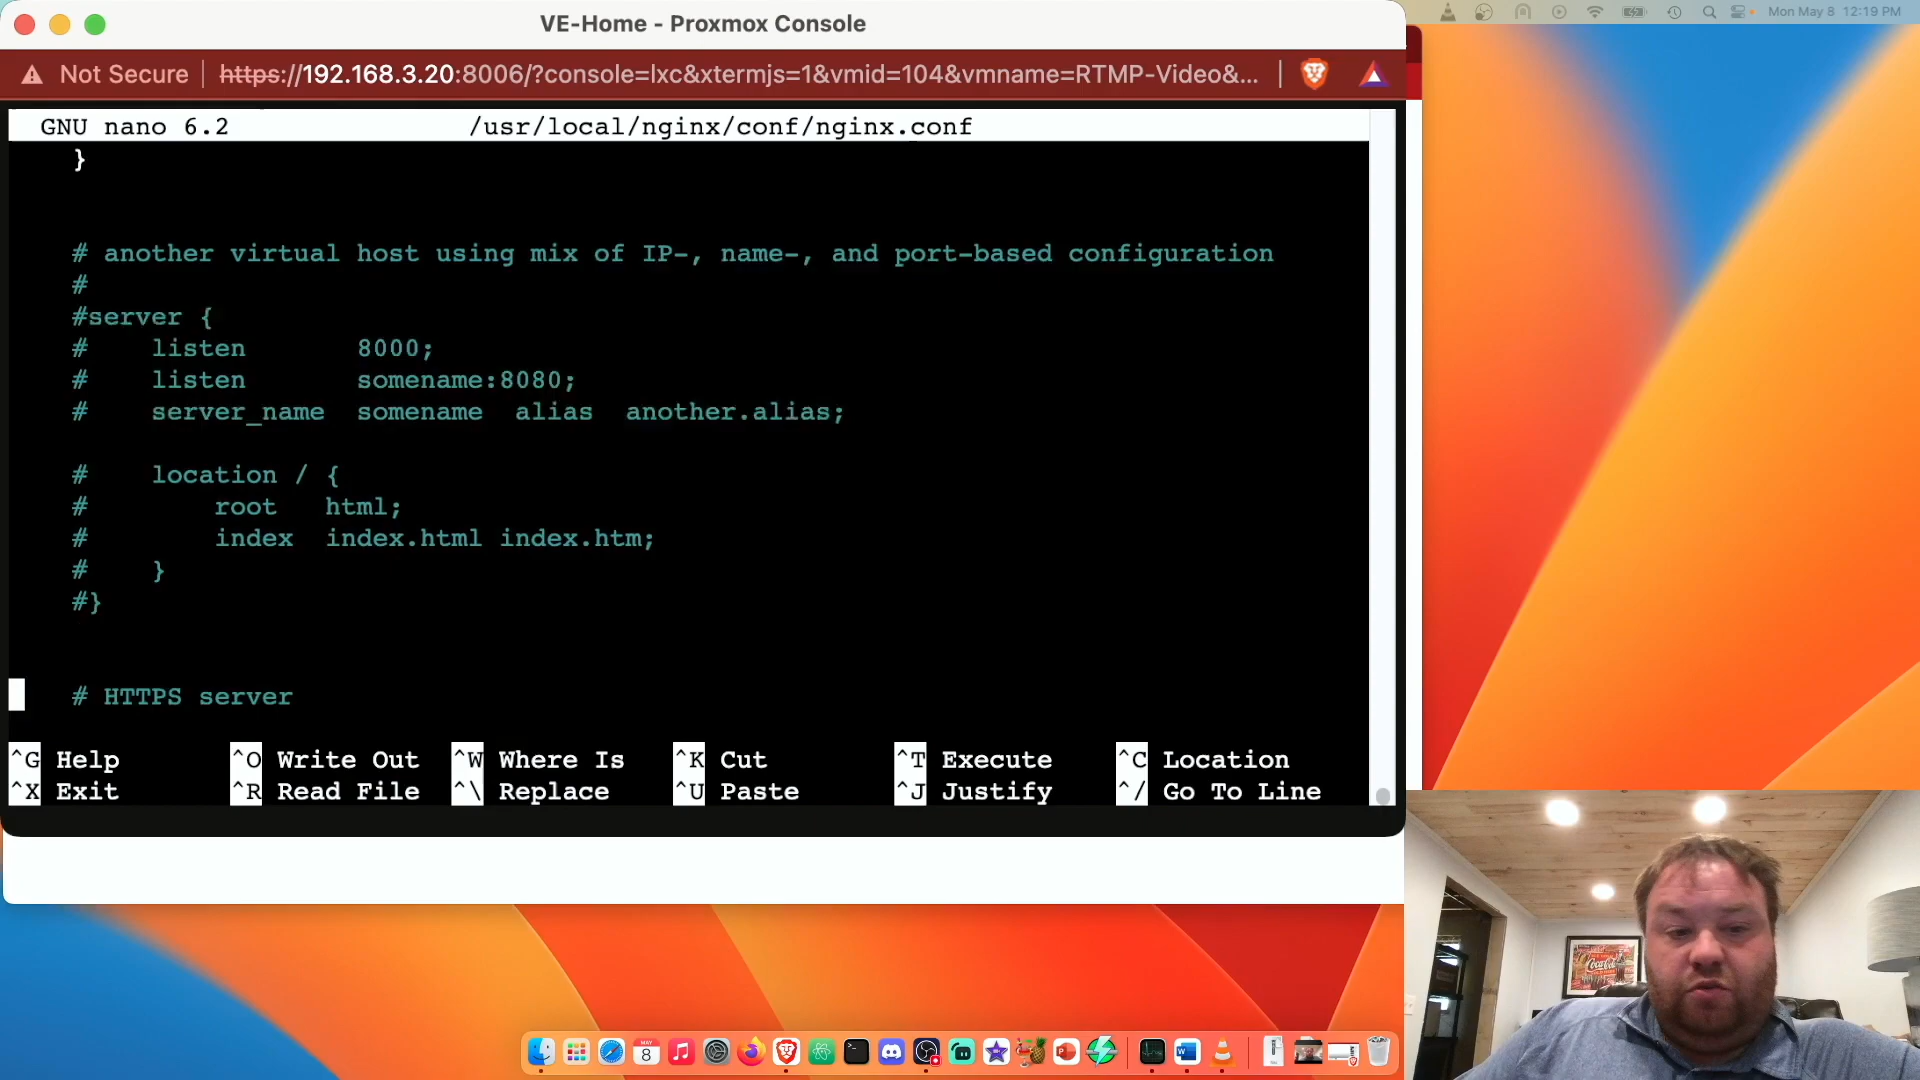 VE-Home - Proxmox Console
Mon May 8 12:19 PM
Not Secure
https://192.168.3.20:8006/?console=lxc&xtermjs=1&vmid=104&vmname=RTMP-Video&...
GNU nano 6.2 /usr/local/nginx/conf/nginx.conf
}
# another virtual host using mix of IP-, name-, and port-based configuration
#
#server {
# listen 8000;
# listen somename:8080;
# server_name somename alias another.alias;
# location / {
# root html;
# index index.html index.htm;
# }
#}
# HTTPS server
^G Help ^O Write Out ^W Where Is ^K Cut ^T Execute ^C Location
^X Exit ^R Read File ^\ Replace ^U Paste ^J Justify ^/ Go To Line
Coca-Cola
MAY
8